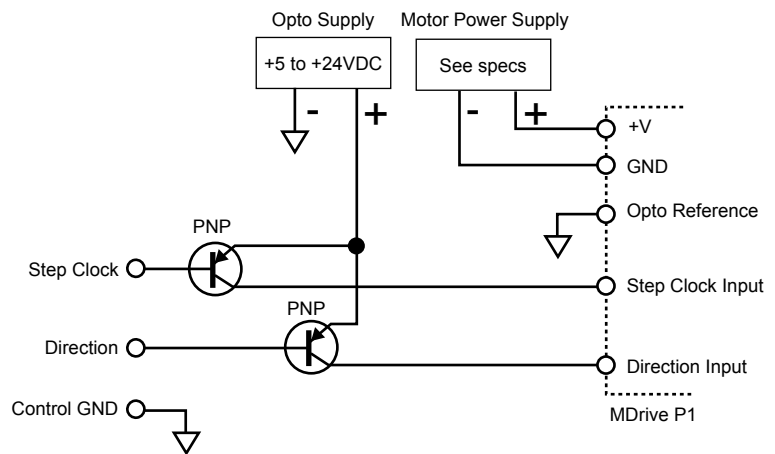 Opto Supply
Motor Power Supply
+5 to +24VDC
See specs
- +
- +
+V
GND
Opto Reference
PNP
Step Clock
Step Clock Input
PNP
Direction
Direction Input
Control GND
MDrive P1